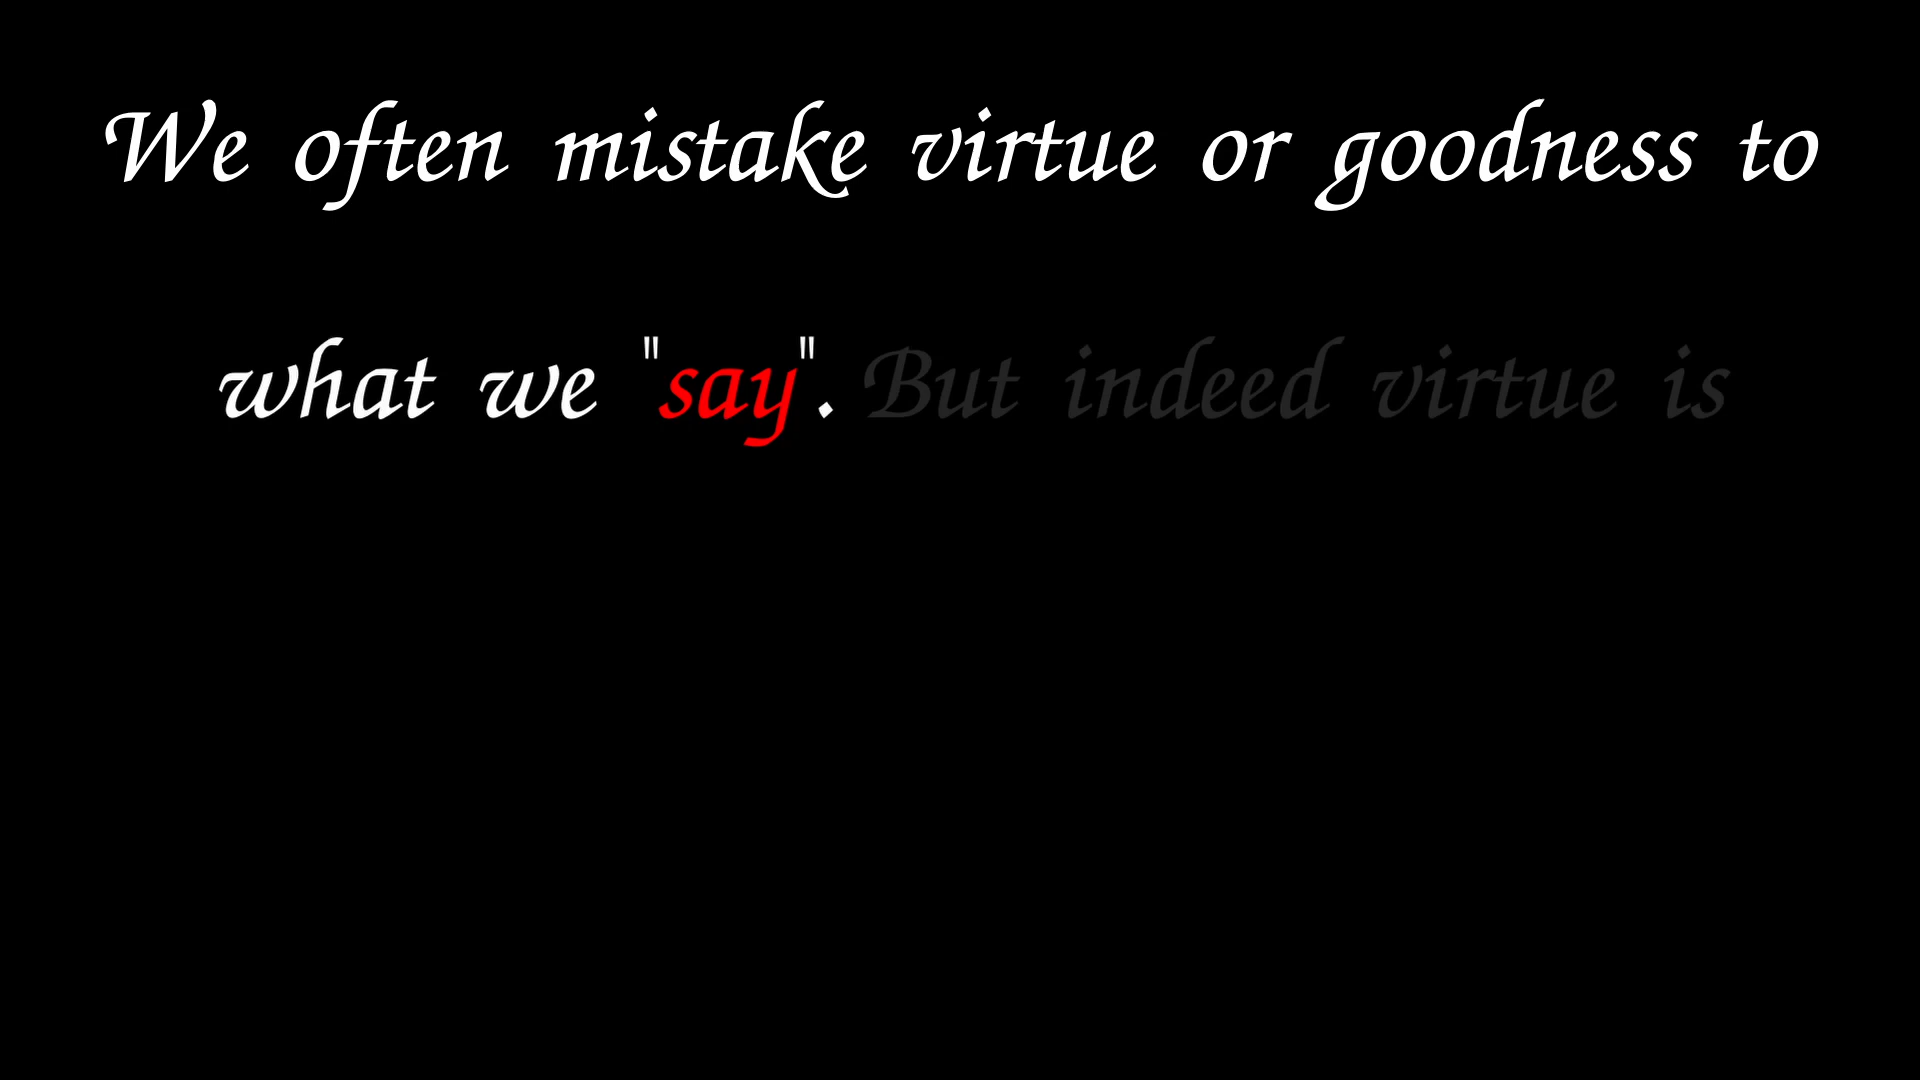 We often mistake virtue or goodness to
what we "say". But indeed virtue is